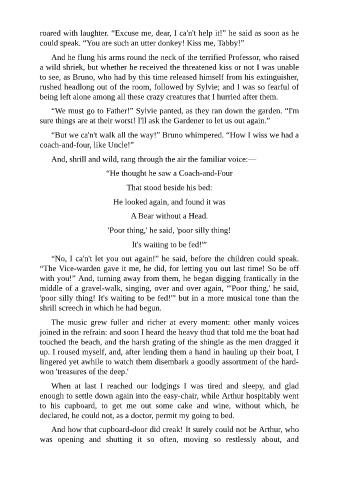 roared with laughter. “Excuse me, dear, I ca'n't help it!” he said as soon as he
could speak. “You are such an utter donkey! Kiss me, Tabby!”
And he flung his arms round the neck of the terrified Professor, who raised
a wild shriek, but whether he received the threatened kiss or not I was unable
to see, as Bruno, who had by this time released himself from his extinguisher,
rushed headlong out of the room, followed by Sylvie; and I was so fearful of
being left alone among all these crazy creatures that I hurried after them.
“We must go to Father!” Sylvie panted, as they ran down the garden. “I'm
sure things are at their worst! I'll ask the Gardener to let us out again.”
“But we ca'n't walk all the way!” Bruno whimpered. “How I wiss we had a
coach-and-four, like Uncle!”
And, shrill and wild, rang through the air the familiar voice:—
“He thought he saw a Coach-and-Four
That stood beside his bed:
He looked again, and found it was
A Bear without a Head.
'Poor thing,' he said, 'poor silly thing!
It's waiting to be fed!'”
“No, I ca'n't let you out again!” he said, before the children could speak.
“The Vice-warden gave it me, he did, for letting you out last time! So be off
with you!” And, turning away from them, he began digging frantically in the
middle of a gravel-walk, singing, over and over again, “'Poor thing,' he said,
'poor silly thing! It's waiting to be fed!'” but in a more musical tone than the
shrill screech in which he had begun.
The music grew fuller and richer at every moment: other manly voices
joined in the refrain: and soon I heard the heavy thud that told me the boat had
touched the beach, and the harsh grating of the shingle as the men dragged it
up. I roused myself, and, after lending them a hand in hauling up their boat, I
lingered yet awhile to watch them disembark a goodly assortment of the hard-
won 'treasures of the deep.'
When at last I reached our lodgings I was tired and sleepy, and glad
enough to settle down again into the easy-chair, while Arthur hospitably went
to his cupboard, to get me out some cake and wine, without which, he
declared, he could not, as a doctor, permit my going to bed.
And how that cupboard-door did creak! It surely could not be Arthur, who
was opening and shutting it so often, moving so restlessly about, and